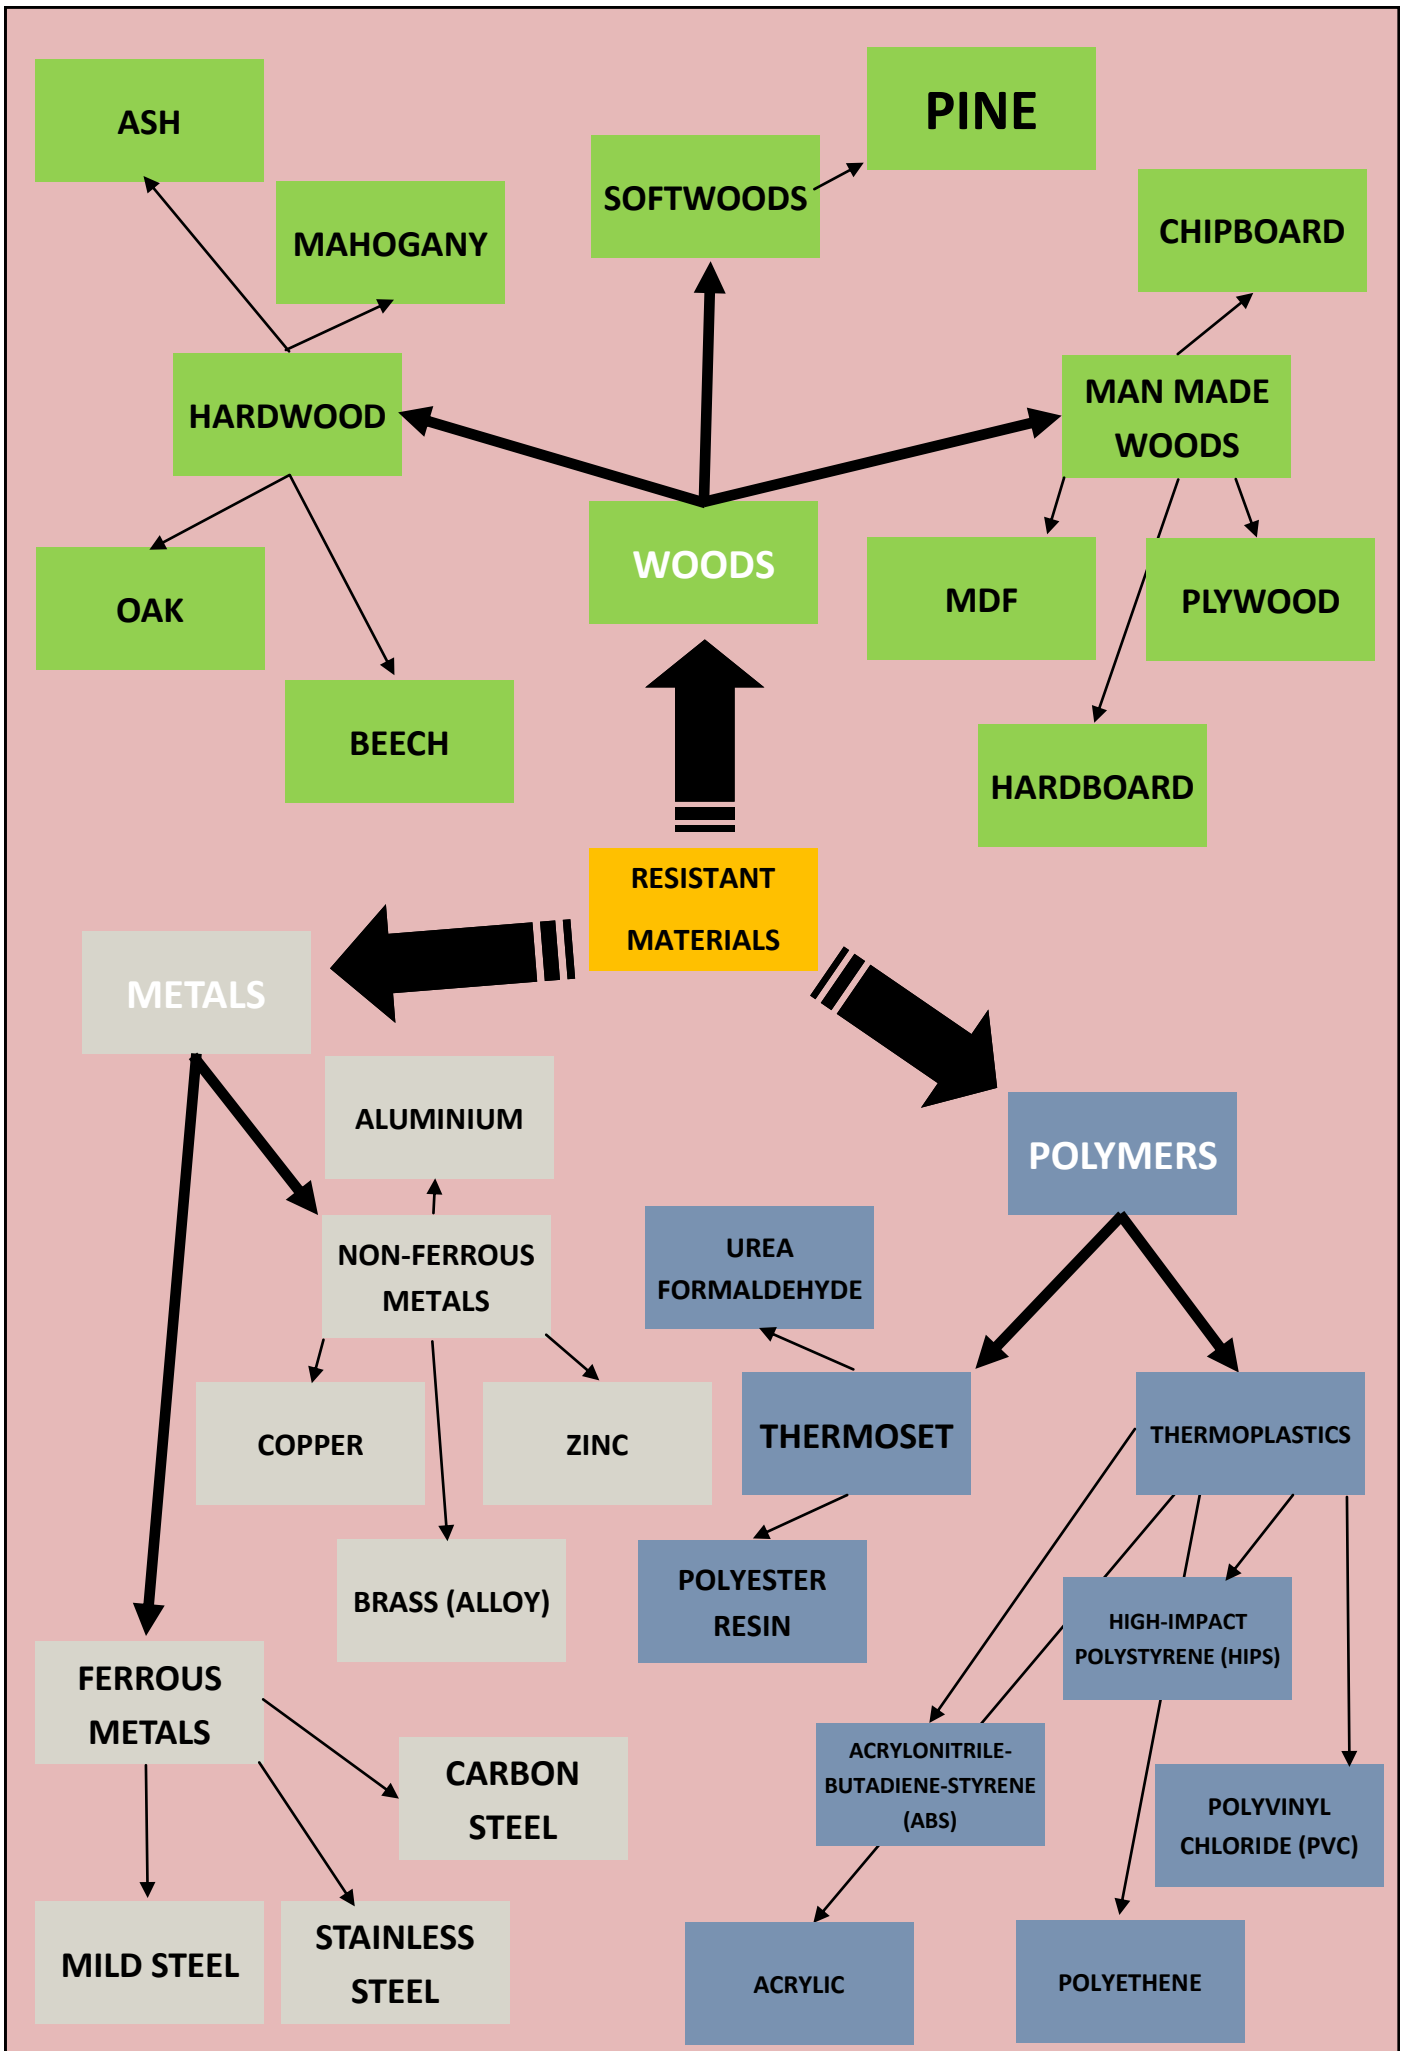 ASH
PINE
SOFTWOODS
MAHOGANY
CHIPBOARD
HARDWOOD
MAN MADE
WOODS
WOODS
OAK
MDF
PLYWOOD
BEECH
HARDBOARD
RESISTANT
MATERIALS
METALS
ALUMINIUM
POLYMERS
NON-FERROUS
METALS
UREA
FORMALDEHYDE
COPPER
ZINC
THERMOSET
THERMOPLASTICS
BRASS (ALLOY)
POLYESTER
RESIN
HIGH-IMPACT
POLYSTYRENE (HIPS)
FERROUS
METALS
CARBON
STEEL
ACRYLONITRILE-
BUTADIENE-STYRENE
(ABS)
POLYVINYL
CHLORIDE (PVC)
MILD STEEL
STAINLESS
STEEL
ACRYLIC
POLYETHENE